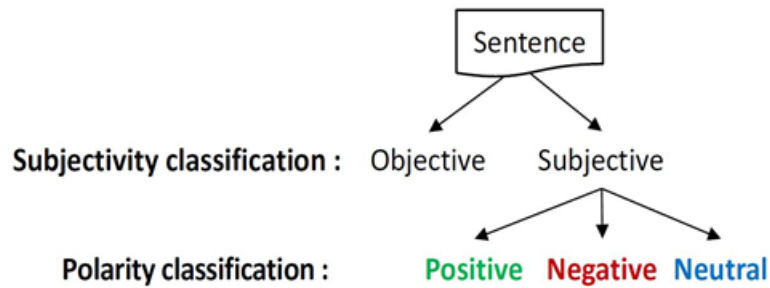 Sentence
Subjectivity classification : Objective Subjective
Polarity classification : Positive Negative Neutral